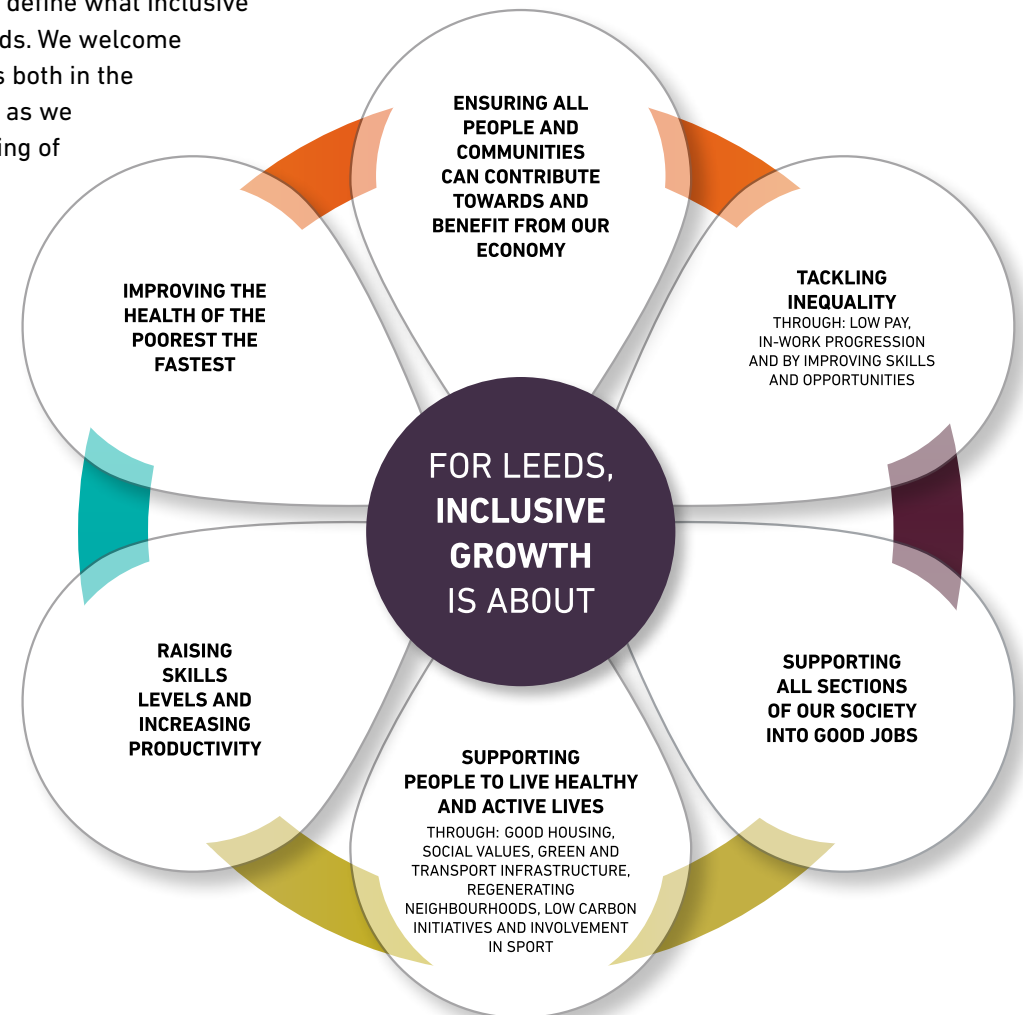 define what inclusive
ds. We welcome
s both in the
as we
ing of
ENSURING ALL
PEOPLE AND
COMMUNITIES
CAN CONTRIBUTE
TOWARDS AND
BENEFIT FROM OUR
ECONOMY
TACKLING
INEQUALITY
THROUGH: LOW PAY,
IN-WORK PROGRESSION
AND BY IMPROVING SKILLS
AND OPPORTUNITIES
IMPROVING THE
HEALTH OF THE
POOREST THE
FASTEST
FOR LEEDS,
INCLUSIVE
GROWTH
IS ABOUT
RAISING
SKILLS
LEVELS AND
INCREASING
PRODUCTIVITY
SUPPORTING
ALL SECTIONS
OF OUR SOCIETY
INTO GOOD JOBS
SUPPORTING
PEOPLE TO LIVE HEALTHY
AND ACTIVE LIVES
THROUGH: GOOD HOUSING,
SOCIAL VALUES, GREEN AND
TRANSPORT INFRASTRUCTURE,
REGENERATING
NEIGHBOURHOODS, LOW CARBON
INITIATIVES AND INVOLVEMENT
IN SPORT